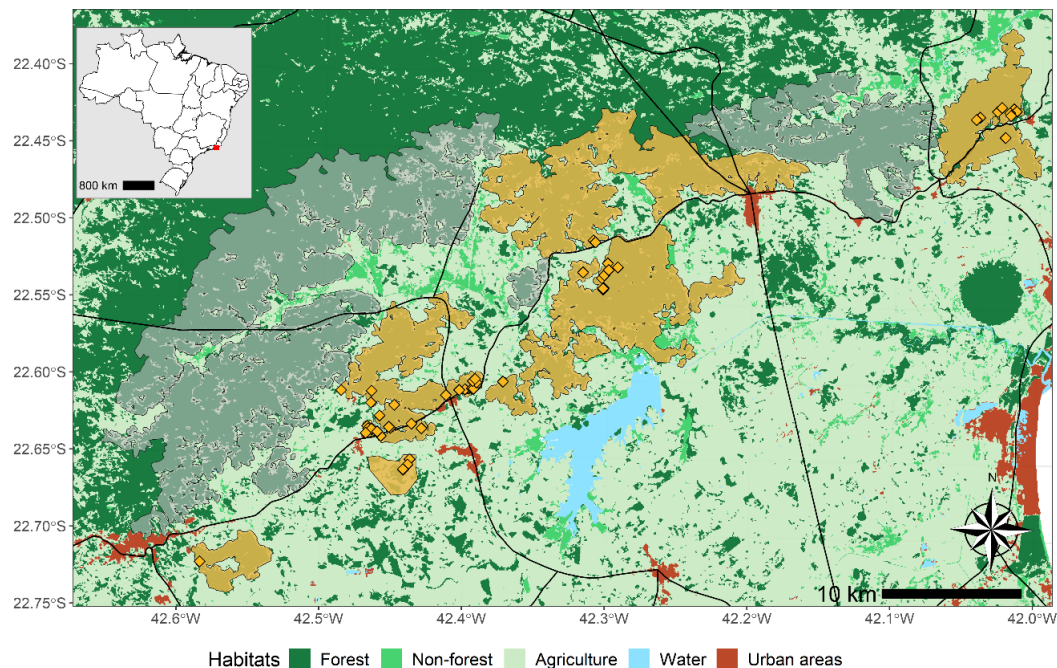 22.40°S
22.45°S
22.50°S
22.55°S
22.60°S
22.65°S
22.70°S
22.75°S
800 km
N
10 km
42.6°W
42.5°W
42.4°W
42.3°W
42.2°W
42.1°W
42.0°W
Habitats Forest Non-forest Agriculture Water Urban areas